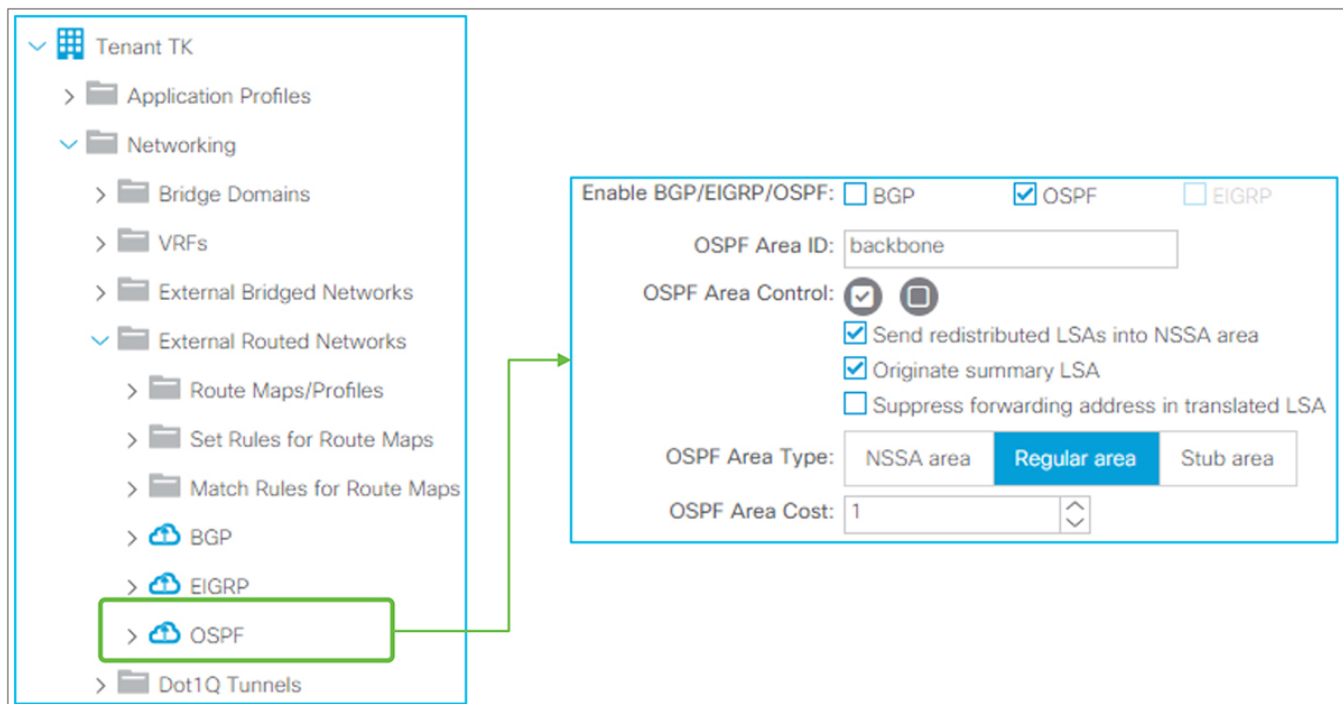 Tenant TK
Application Profiles
Networking
Bridge Domains
VRFs
External Bridged Networks
External Routed Networks
Route Maps/Profiles
Set Rules for Route Maps
Match Rules for Route Maps
BGP
EIGRP
OSPF
Dot1Q Tunnels
Enable BGP/EIGRP/OSPF: BGP OSPF EIGRP
OSPF Area ID: backbone
OSPF Area Control:
Send redistributed LSAs into NSSA area
Originate summary LSA
Suppress forwarding address in translated LSA
OSPF Area Type: NSSA area Regular area Stub area
OSPF Area Cost: 1